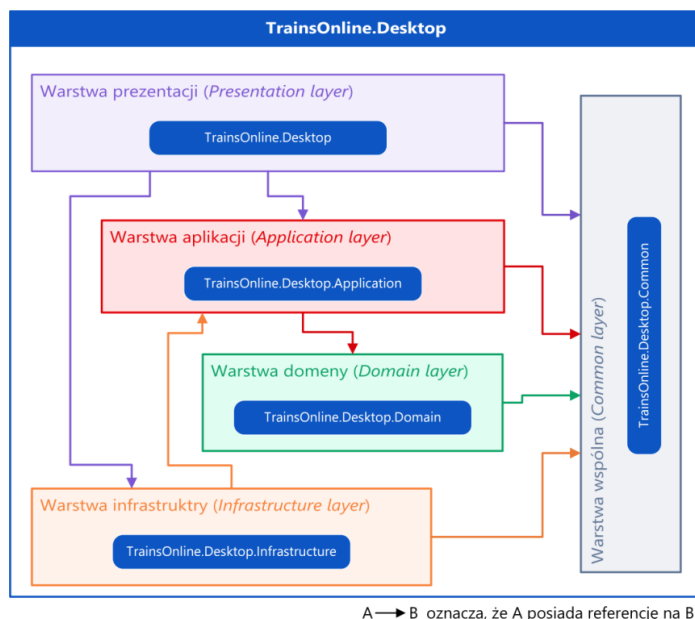 TrainsOnline.Desktop
Warstwa prezentacji (Presentation layer)
TrainsOnline.Desktop
Warstwa aplikacji (Application layer)
TrainsOnline.Desktop.Application
Warstwa domeny (Domain layer)
TrainsOnline.Desktop.Domain
Warstwa infrastruktry (Infrastructure layer)
TrainsOnline.Desktop.Infrastructure
Warstwa wspólna (Common layer)
TrainsOnline.Desktop.Common
A → B oznacza, że A posiada referencję na B